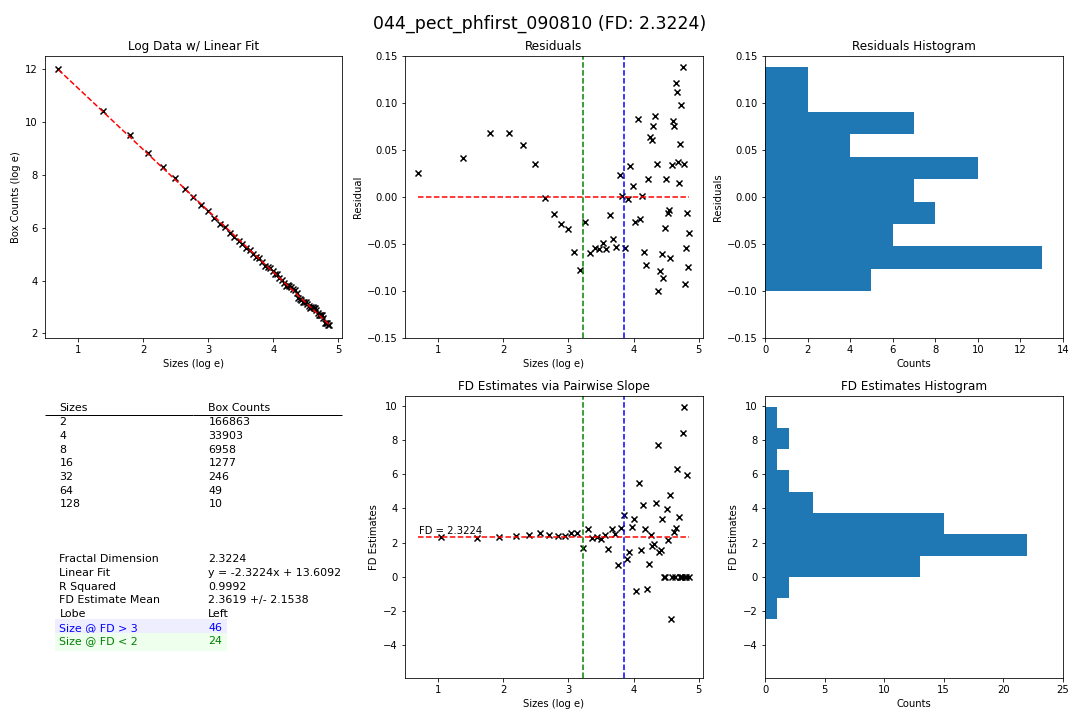 044_pect_phfirst_090810 (FD: 2.3224)
Log Data w/ Linear Fit
Box Counts (log e)
12
10
8
6
4
2
1 2 3 4 5
Sizes (log e)
Residuals
Residual
0.15
0.10
0.05
0.00
−0.05
−0.10
−0.15
1 2 3 4 5
Sizes (log e)
Residuals Histogram
Residuals
0.15
0.10
0.05
0.00
−0.05
−0.10
−0.15
0 2 4 6 8 10 12 14
Counts
Sizes Box Counts
2 166863
4 33903
8 6958
16 1277
32 246
64 49
128 10
Fractal Dimension 2.3224
Linear Fit y = -2.3224x + 13.6092
R Squared 0.9992
FD Estimate Mean 2.3619 +/- 2.1538
Lobe Left
Size @ FD > 3 46
Size @ FD < 2 24
FD Estimates via Pairwise Slope
FD Estimates
10
8
6
4
2
0
−2
−4
FD = 2.3224
1 2 3 4 5
Sizes (log e)
FD Estimates Histogram
FD Estimates
10
8
6
4
2
0
−2
−4
0 5 10 15 20 25
Counts